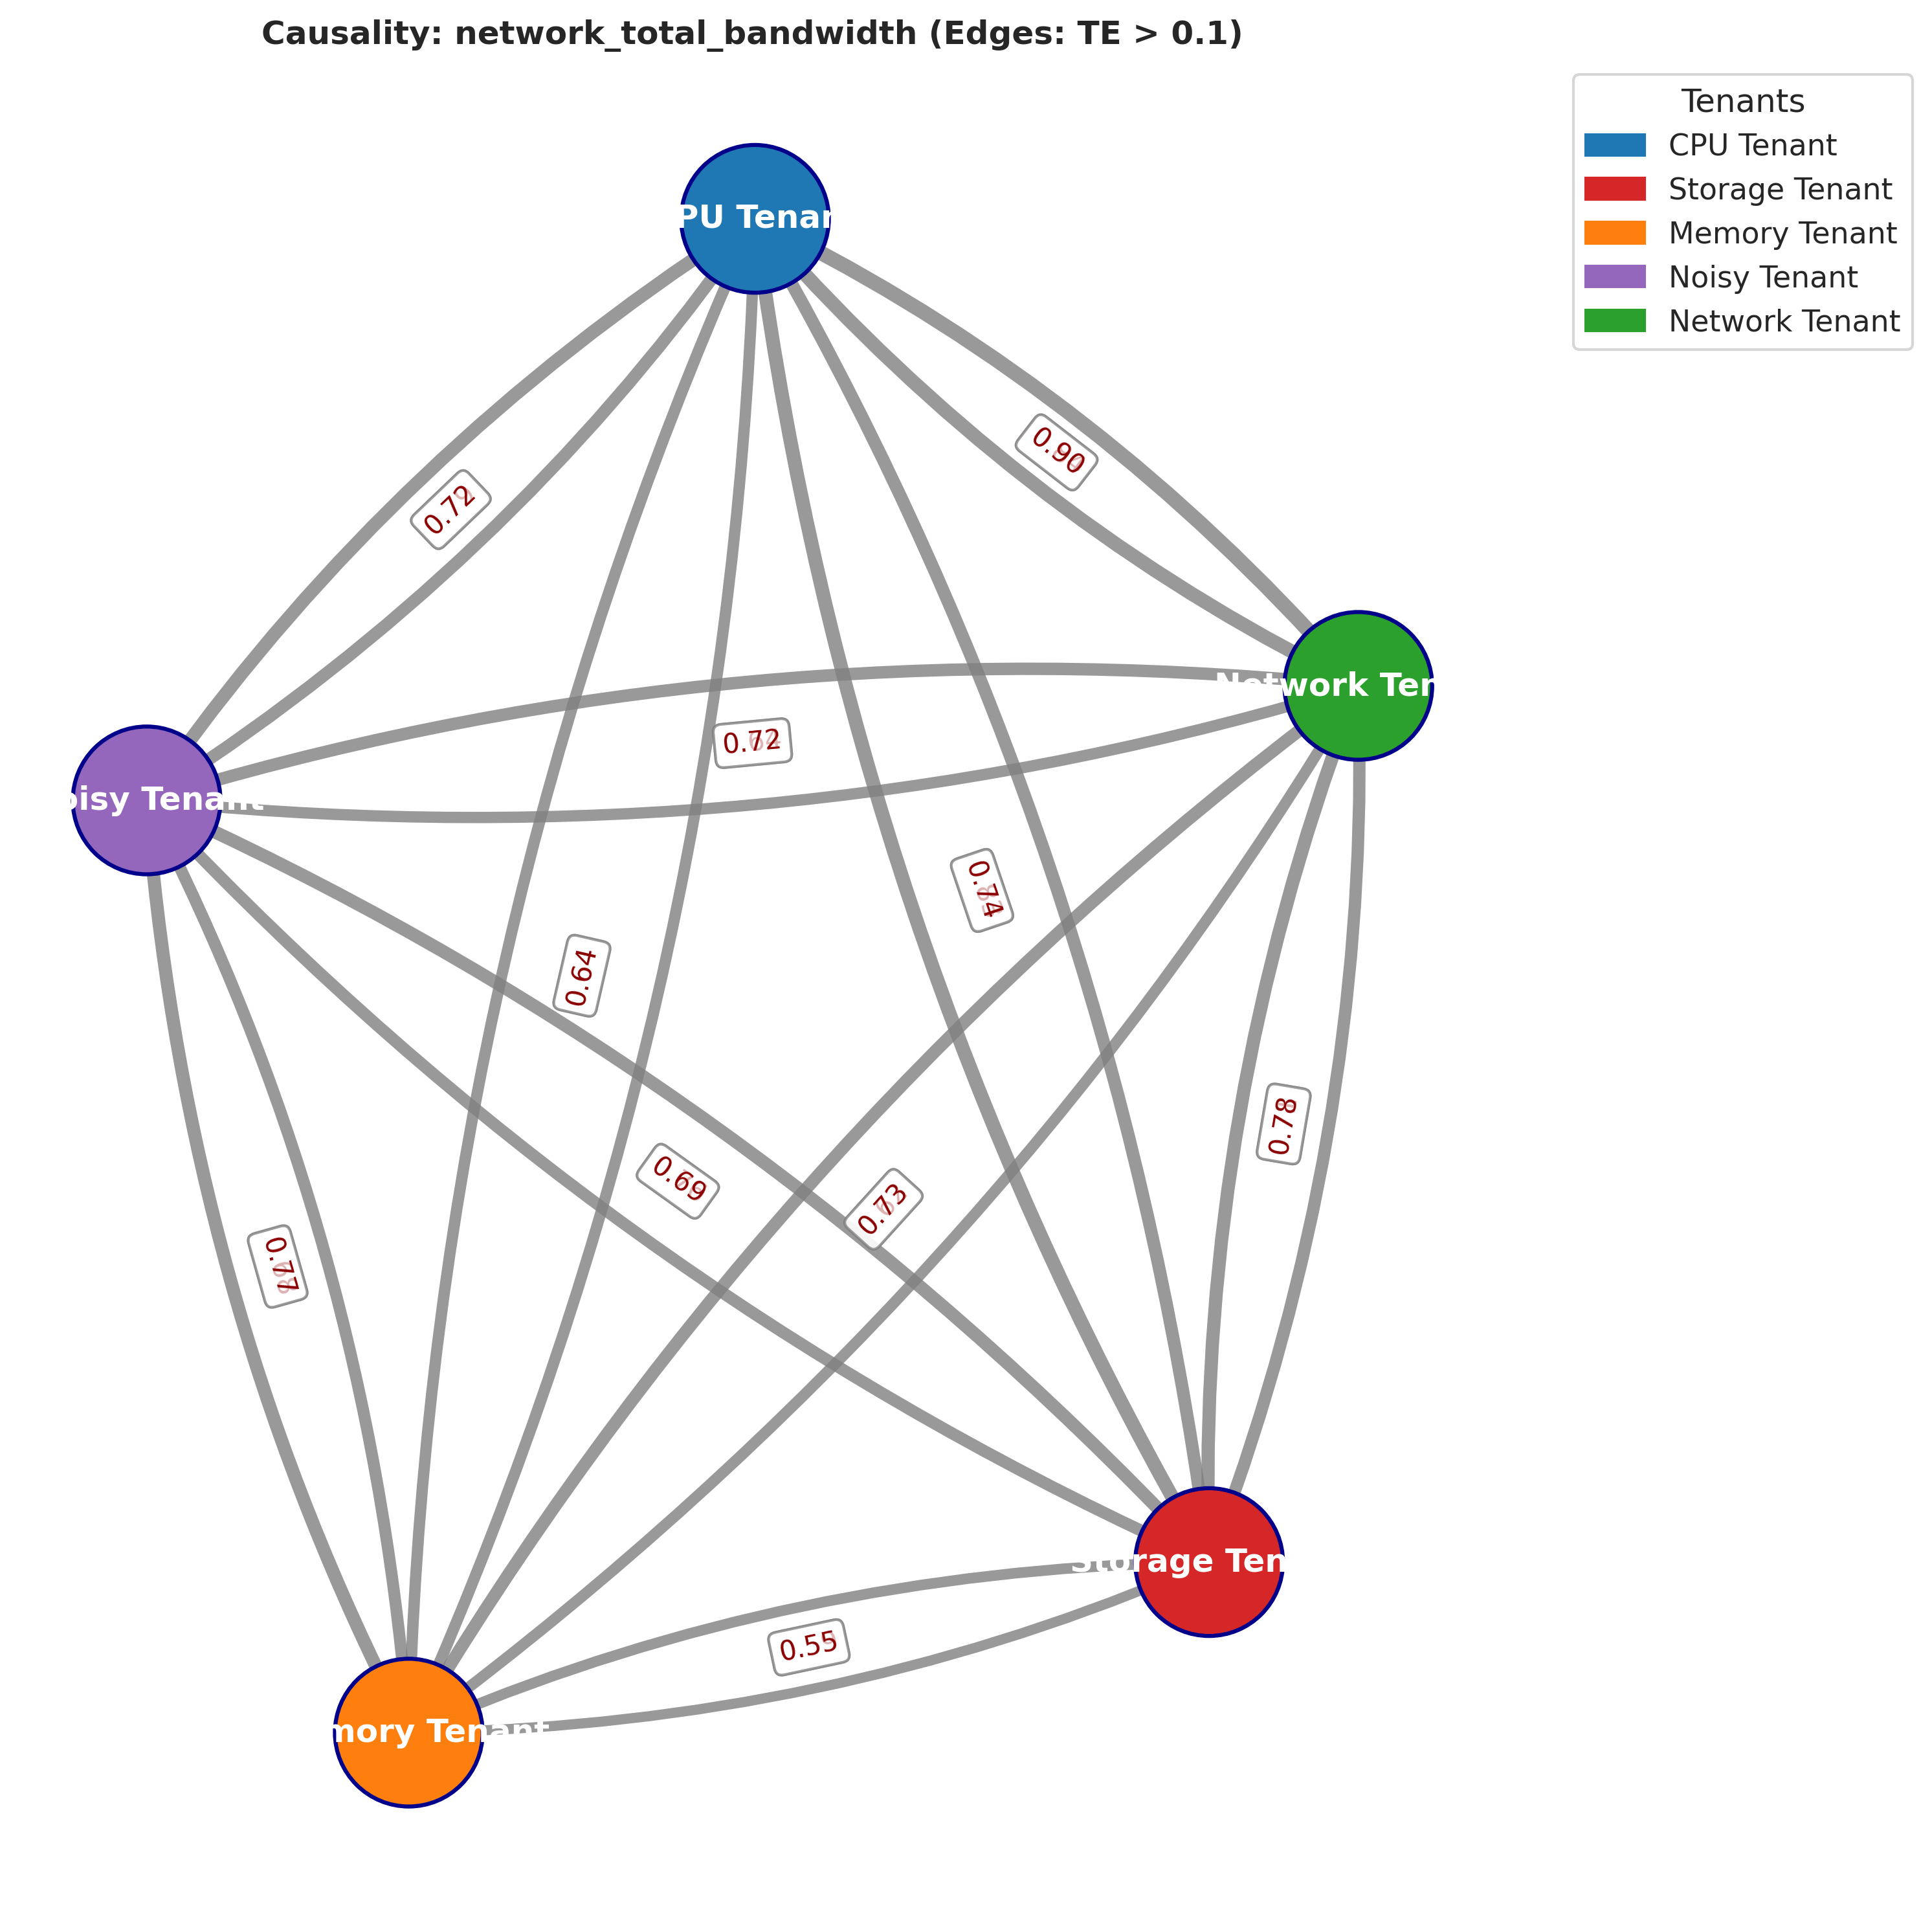 Causality: network_total_bandwidth (Edges: TE > 0.1)
Tenants
CPU Tenant
Storage Tenant
Memory Tenant
Noisy Tenant
Network Tenant
PU Tenan
0.90
0.72
Network Ten
0.72
oisy Tenant
0.74
0.64
0.78
0.69
0.73
0.77
Storage Ten
0.55
mory Tenant